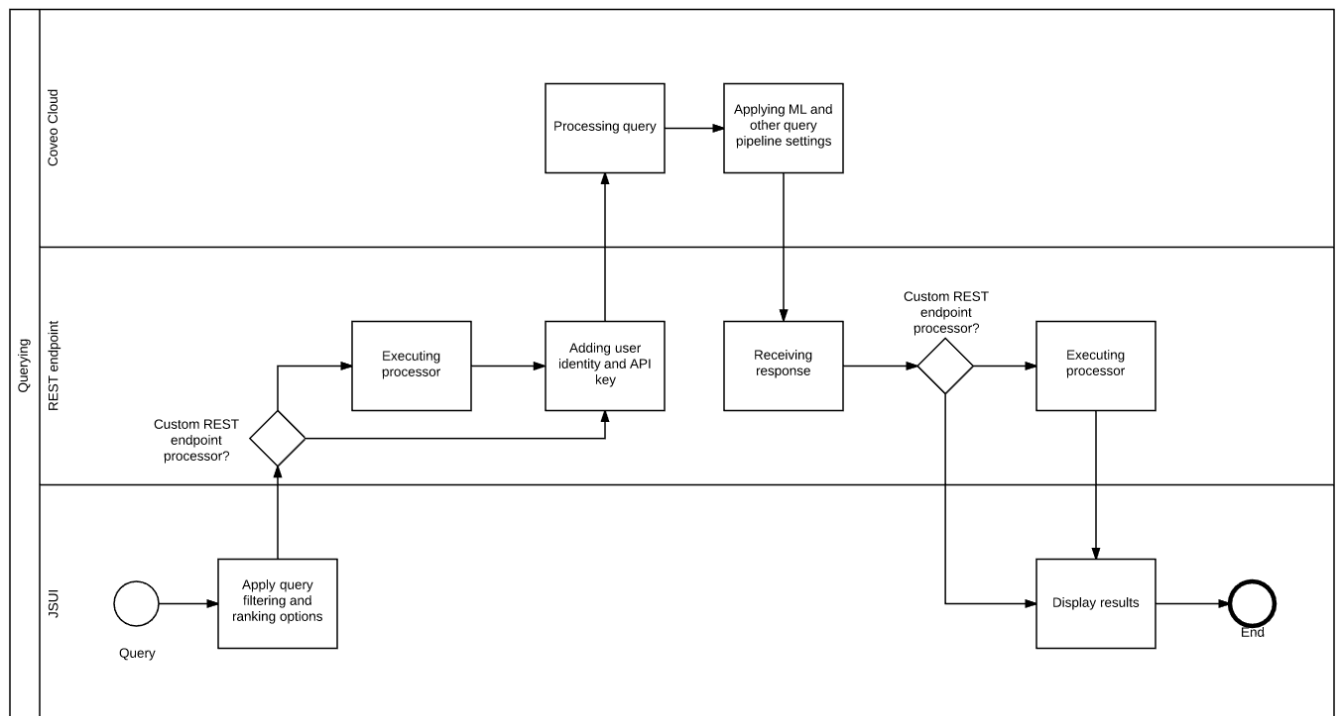 Querying
Coveo Cloud
Processing query
Applying ML and
other query
pipeline settings
REST endpoint
Custom REST
endpoint
processor?
Executing
processor
Adding user
identity and API
key
Receiving
response
Custom REST
endpoint
processor?
Executing
processor
JSUI
Query
Apply query
filtering and
ranking options
Display results
End